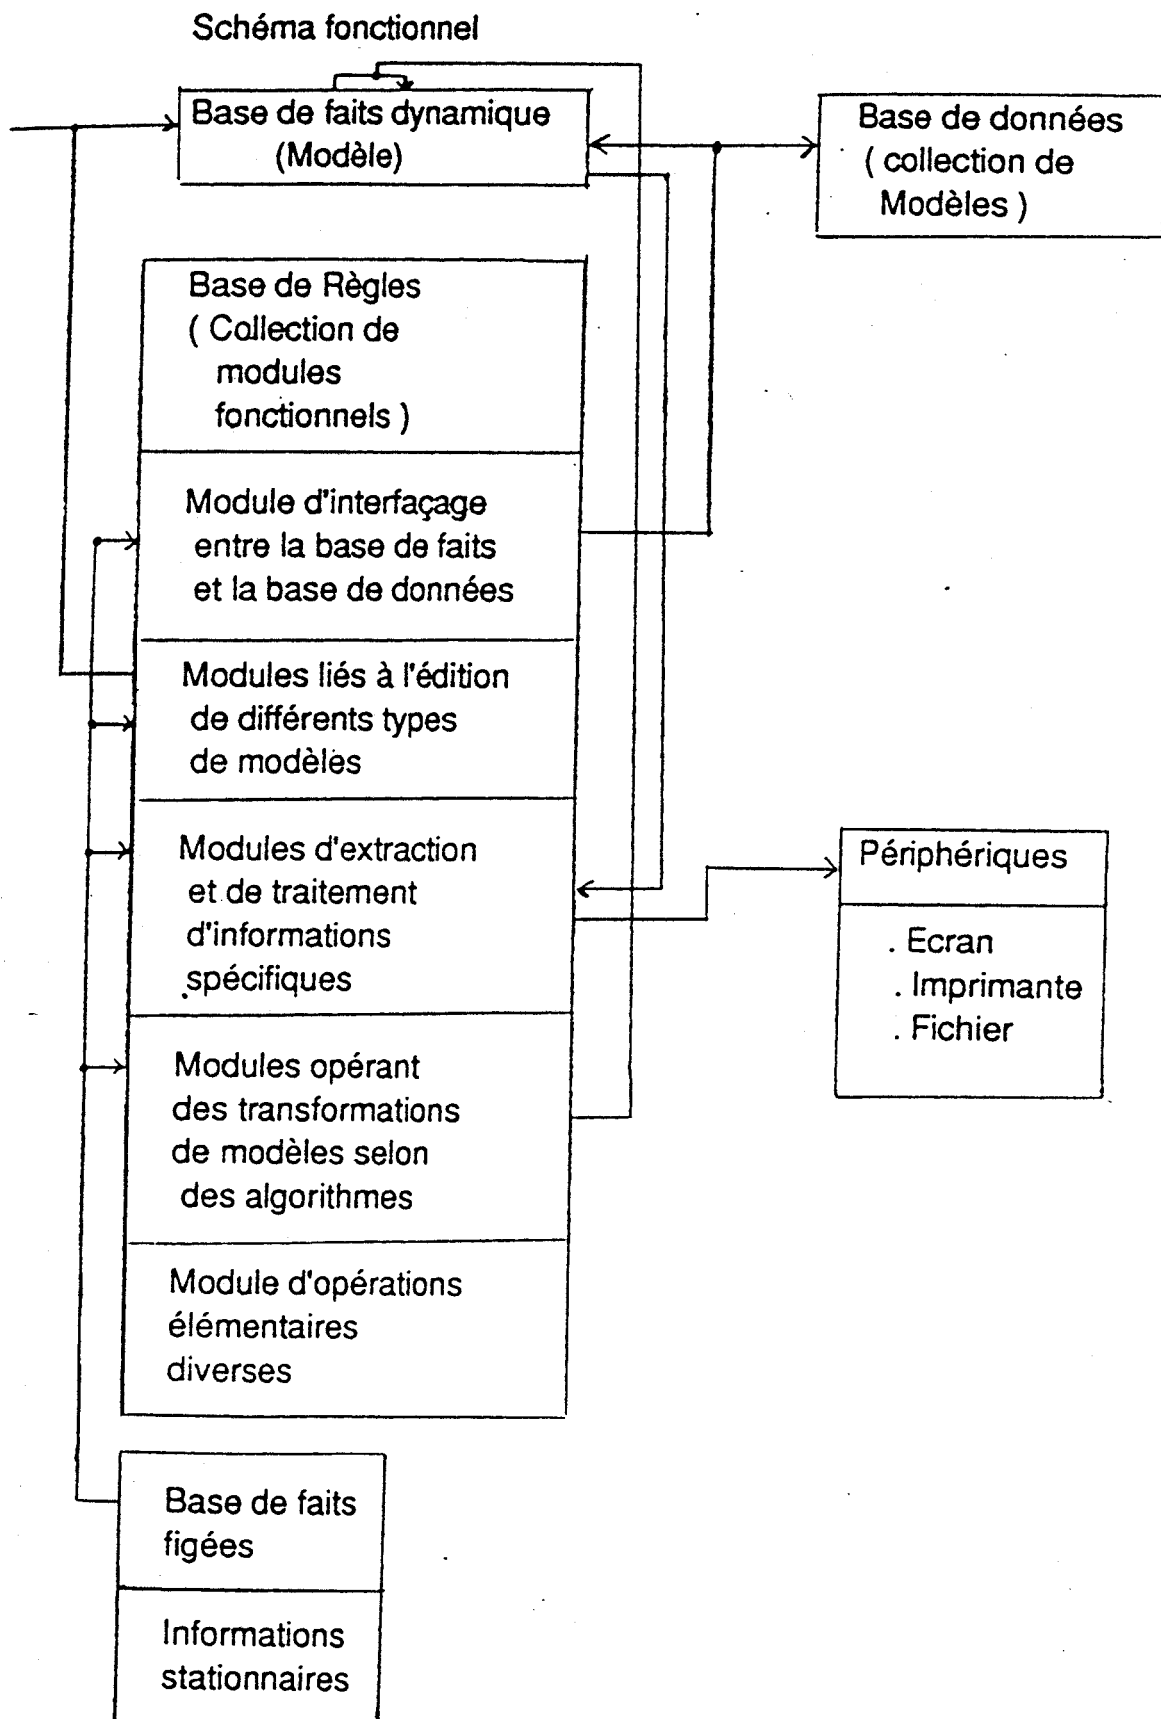 Schéma fonctionnel
Base de faits dynamique
(Modèle)
Base de données
( collection de
Modèles )
Base de Règles
( Collection de
modules
fonctionnels )
Module d'interfaçage
entre la base de faits
et la base de données
Modules liés à l'édition
de différents types
de modèles
Modules d'extraction
et de traitement
d'informations
spécifiques
Périphériques
. Ecran
. Imprimante
. Fichier
Modules opérant
des transformations
de modèles selon
des algorithmes
Module d'opérations
élémentaires
diverses
Base de faits
figées
Informations
stationnaires